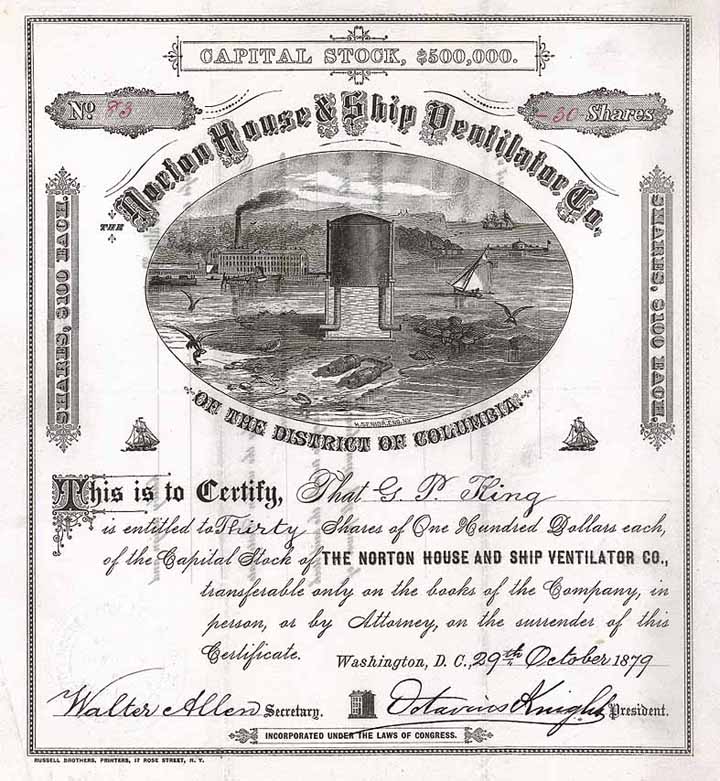 CAPITAL STOCK, $500,000.
No. 73
30 Shares
THE Norton House & Ship Ventilator Co.,
SHARES, $100 EACH.
SHARES, $100 EACH.
H. SENIOR, ENG. N.Y.
OF THE DISTRICT OF COLUMBIA.
This is to Certify, That G. P. King
is entitled to Thirty Shares of One Hundred Dollars each,
of the Capital Stock of THE NORTON HOUSE AND SHIP VENTILATOR CO.,
transferable only on the books of the Company, in
person, or by Attorney, on the surrender of this
Certificate. Washington, D. C., 29th October 1879
Walter Allen Secretary. Octavius Knight President.
INCORPORATED UNDER THE LAWS OF CONGRESS.
RUSSELL BROTHERS, PRINTERS, 17 ROSE STREET, N. Y.